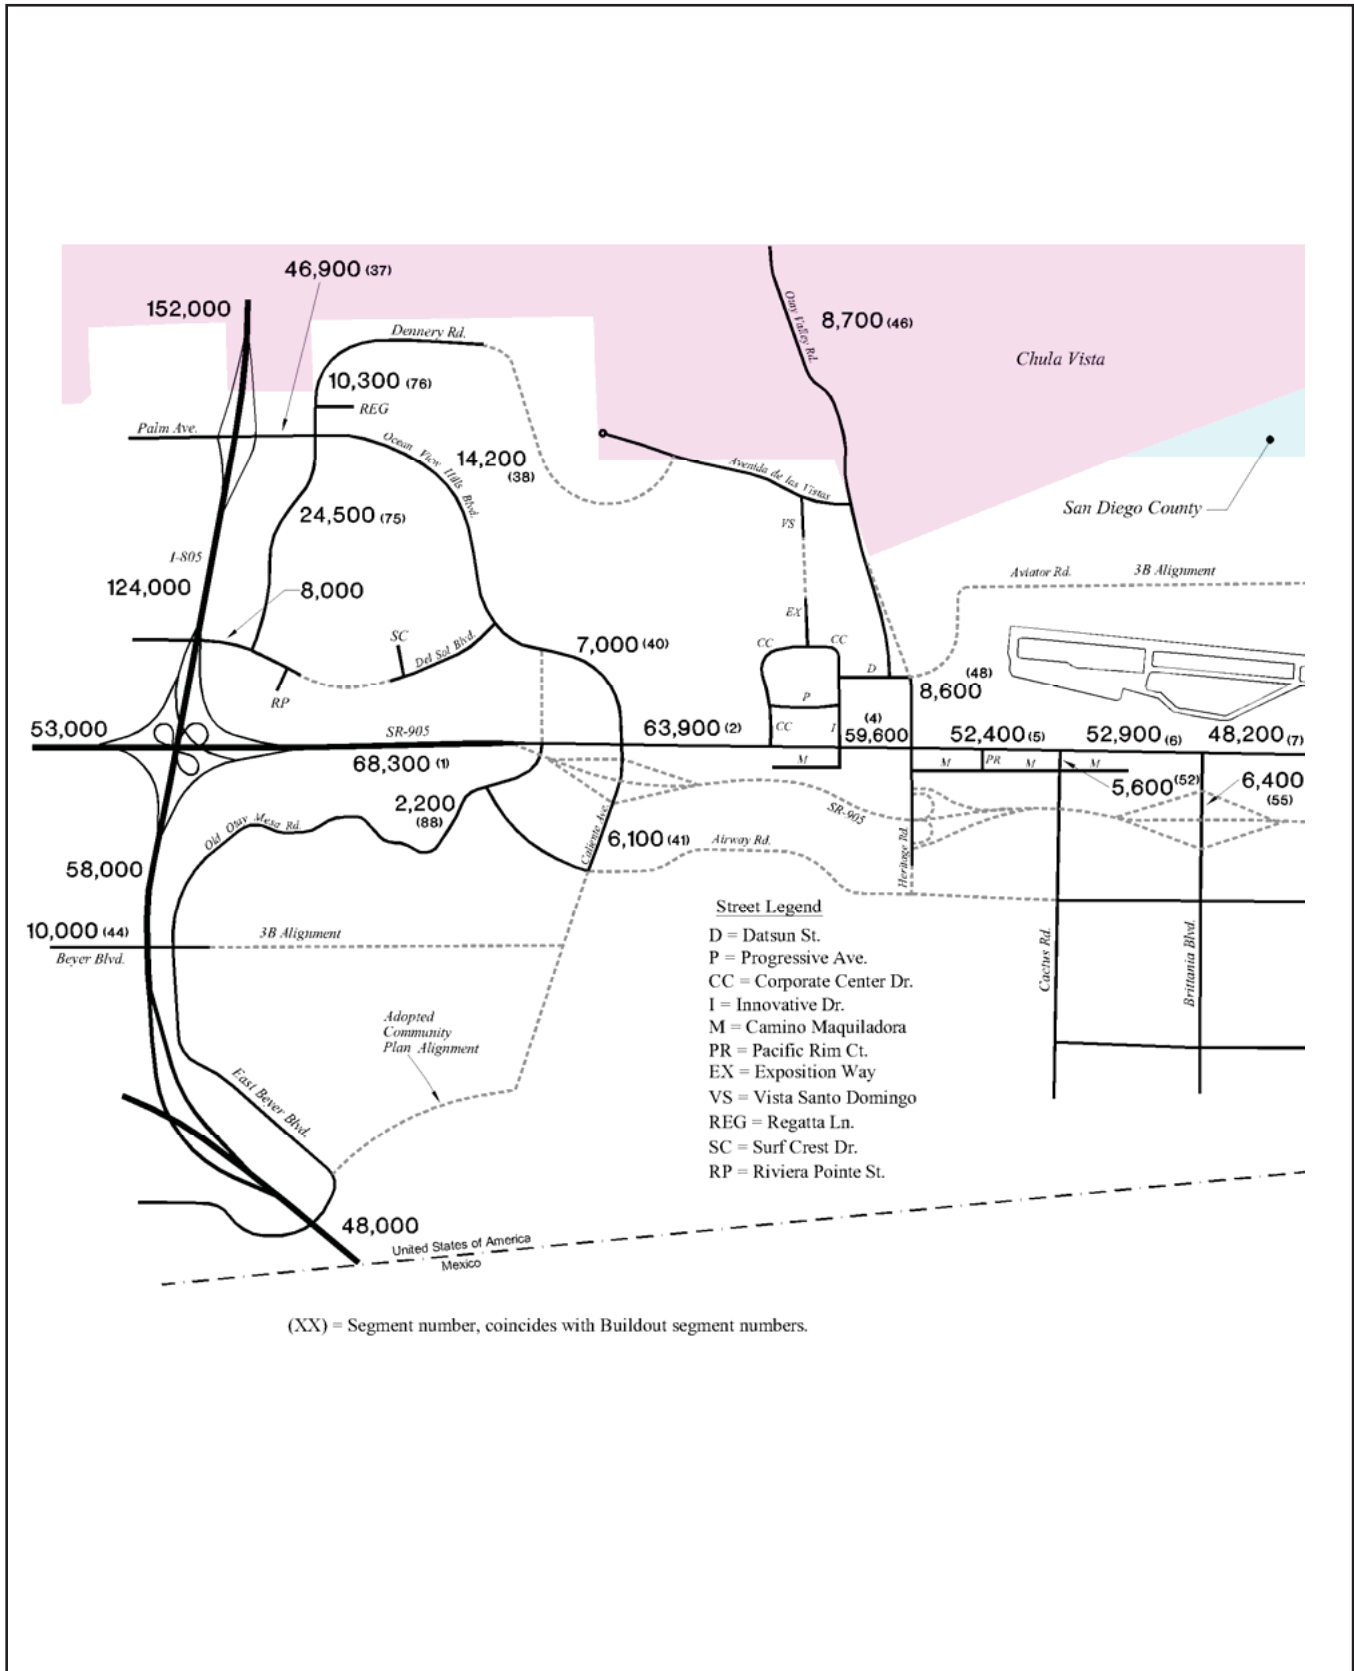 46,900 (37)
152,000
Otay Valley Rd.
8,700 (46)
Dennery Rd.
Chula Vista
10,300 (76)
REG
Palm Ave.
Ocean View Hills Blvd.
14,200
(38)
Avenida de las Vistas
San Diego County
24,500 (75)
VS
I-805
Aviator Rd.
3B Alignment
124,000
8,000
EX
SC
Del Sol Blvd.
7,000 (40)
CC
CC
D
(48)
8,600
RP
P
53,000
SR-905
63,900 (2)
CC
I
(4)
59,600
52,400 (5)
52,900 (6)
48,200 (7)
68,300 (1)
M
M
PR
M
M
5,600 (52)
6,400
(55)
2,200
(88)
SR-905
Old Otay Mesa Rd.
Caliente Ave.
6,100 (41)
Airway Rd.
Heritage Rd.
58,000
10,000 (44)
Beyer Blvd.
3B Alignment
Street Legend
D = Datsun St.
P = Progressive Ave.
CC = Corporate Center Dr.
I = Innovative Dr.
M = Camino Maquiladora
PR = Pacific Rim Ct.
EX = Exposition Way
VS = Vista Santo Domingo
REG = Regatta Ln.
SC = Surf Crest Dr.
RP = Riviera Pointe St.
Cactus Rd.
Brittania Blvd.
Adopted
Community
Plan Alignment
East Beyer Blvd.
48,000
United States of America
Mexico
(XX) = Segment number, coincides with Buildout segment numbers.